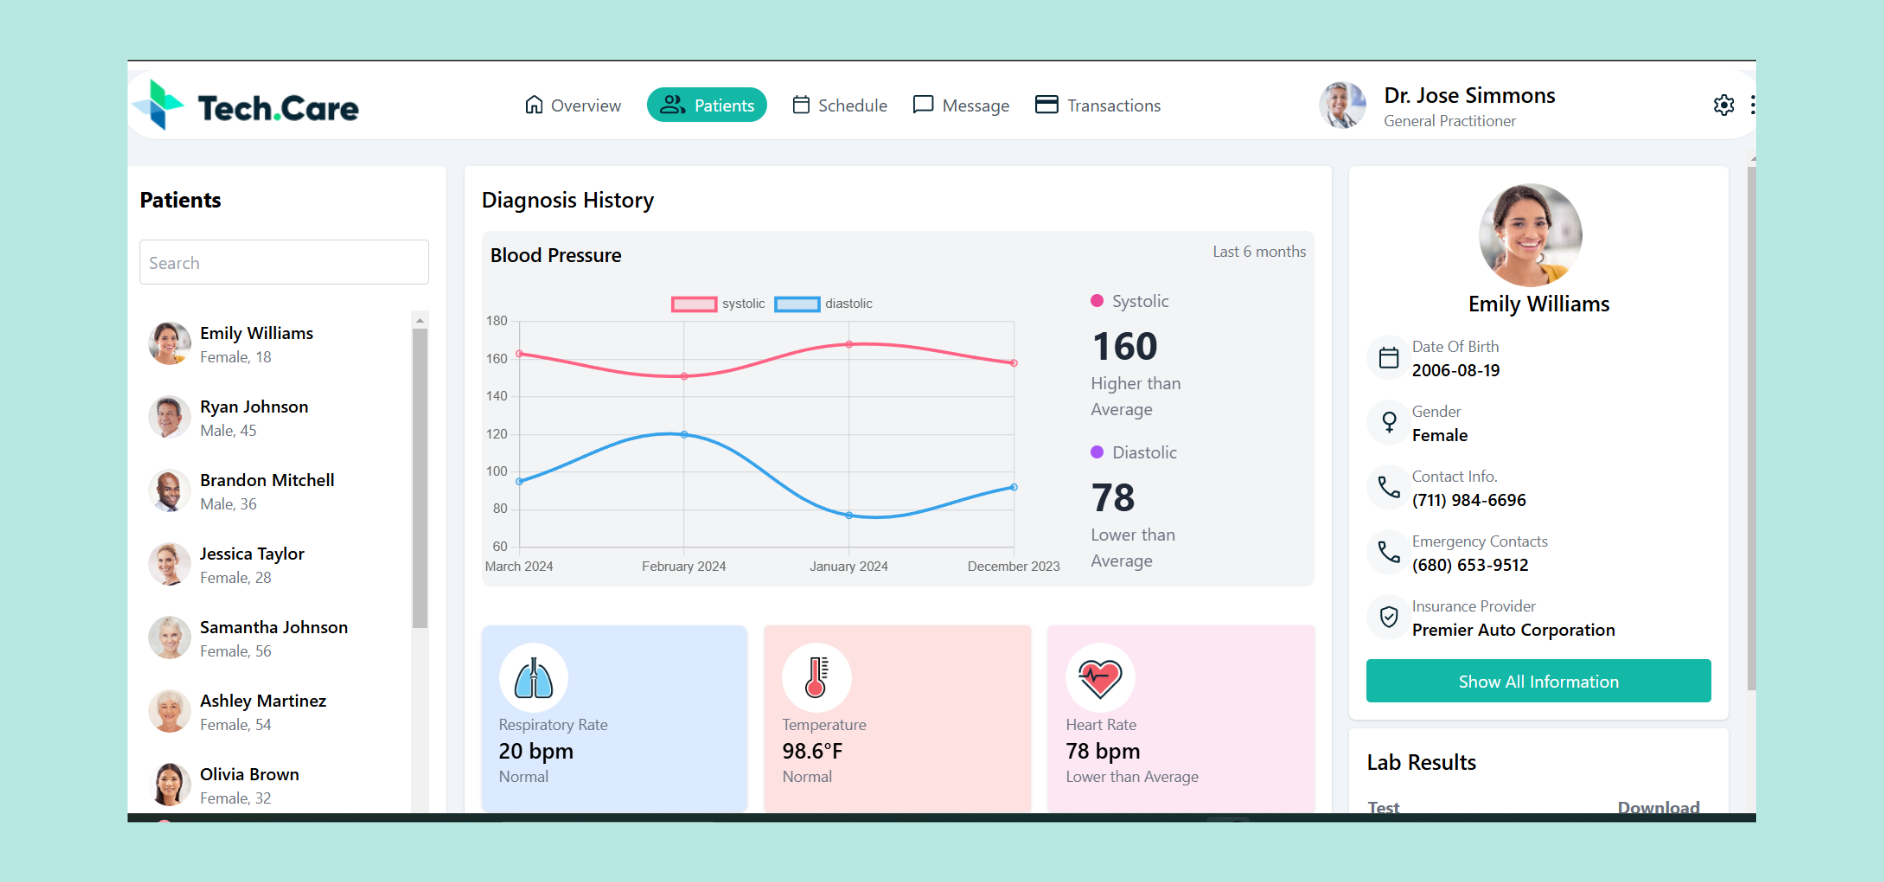 Tech.Care
Overview
Patients
Schedule
Message
Transactions
Dr. Jose Simmons
General Practitioner
Patients
Search
Emily Williams
Female, 18
Ryan Johnson
Male, 45
Brandon Mitchell
Male, 36
Jessica Taylor
Female, 28
Samantha Johnson
Female, 56
Ashley Martinez
Female, 54
Olivia Brown
Female, 32
Diagnosis History
Blood Pressure
Last 6 months
systolic
diastolic
180
160
140
120
100
80
60
March 2024
February 2024
January 2024
December 2023
Systolic
160
Higher than
Average
Diastolic
78
Lower than
Average
Respiratory Rate
20 bpm
Normal
Temperature
98.6°F
Normal
Heart Rate
78 bpm
Lower than Average
Emily Williams
Date Of Birth
2006-08-19
Gender
Female
Contact Info.
(711) 984-6696
Emergency Contacts
(680) 653-9512
Insurance Provider
Premier Auto Corporation
Show All Information
Lab Results
Test
Download